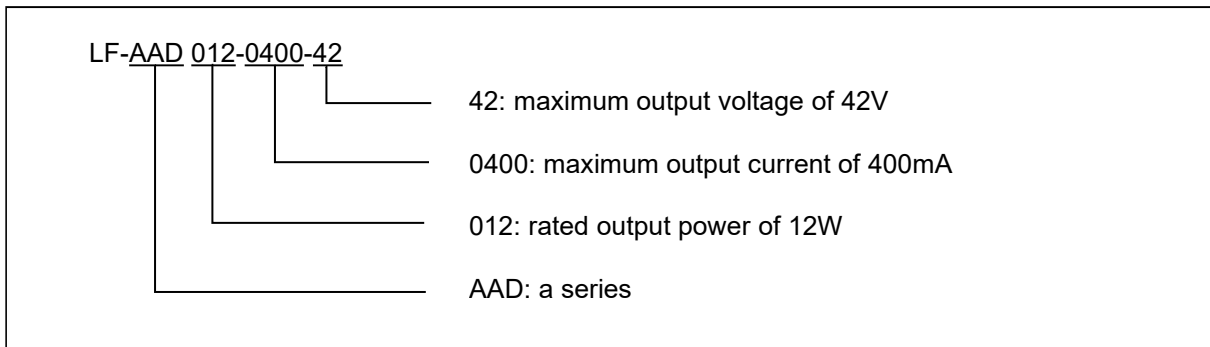 LF-AAD 012-0400-42
42: maximum output voltage of 42V
0400: maximum output current of 400mA
012: rated output power of 12W
AAD: a series